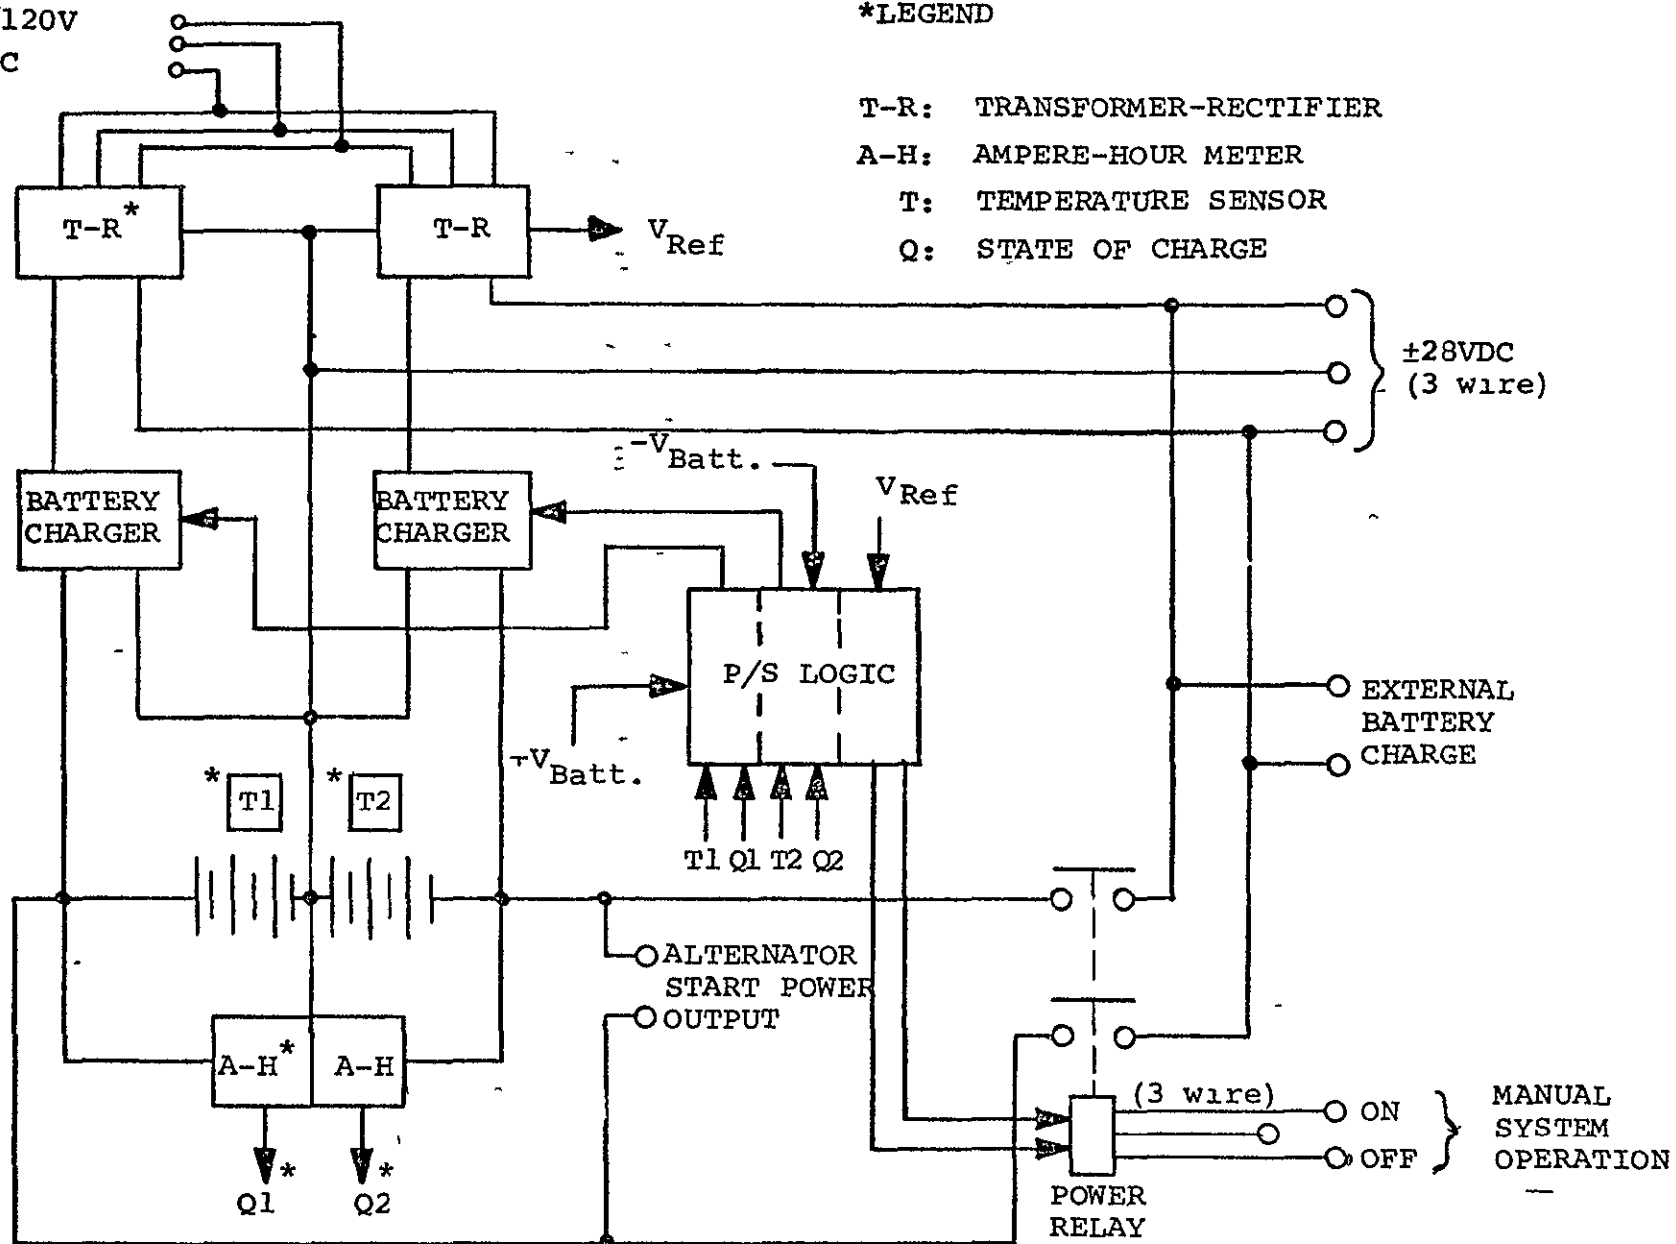 120V
C
*LEGEND
T-R: TRANSFORMER-RECTIFIER
A-H: AMPERE-HOUR METER
T: TEMPERATURE SENSOR
Q: STATE OF CHARGE
T-R*
T-R
VRef
±28VDC
(3 wire)
-VBatt.
VRef
BATTERY
CHARGER
BATTERY
CHARGER
P/S LOGIC
+VBatt.
EXTERNAL
BATTERY
CHARGE
*T1
*T2
T1 Q1 T2 Q2
ALTERNATOR
START POWER
OUTPUT
A-H*
A-H
Q1*
Q2*
(3 wire)
ON
OFF
MANUAL
SYSTEM
OPERATION
POWER
RELAY